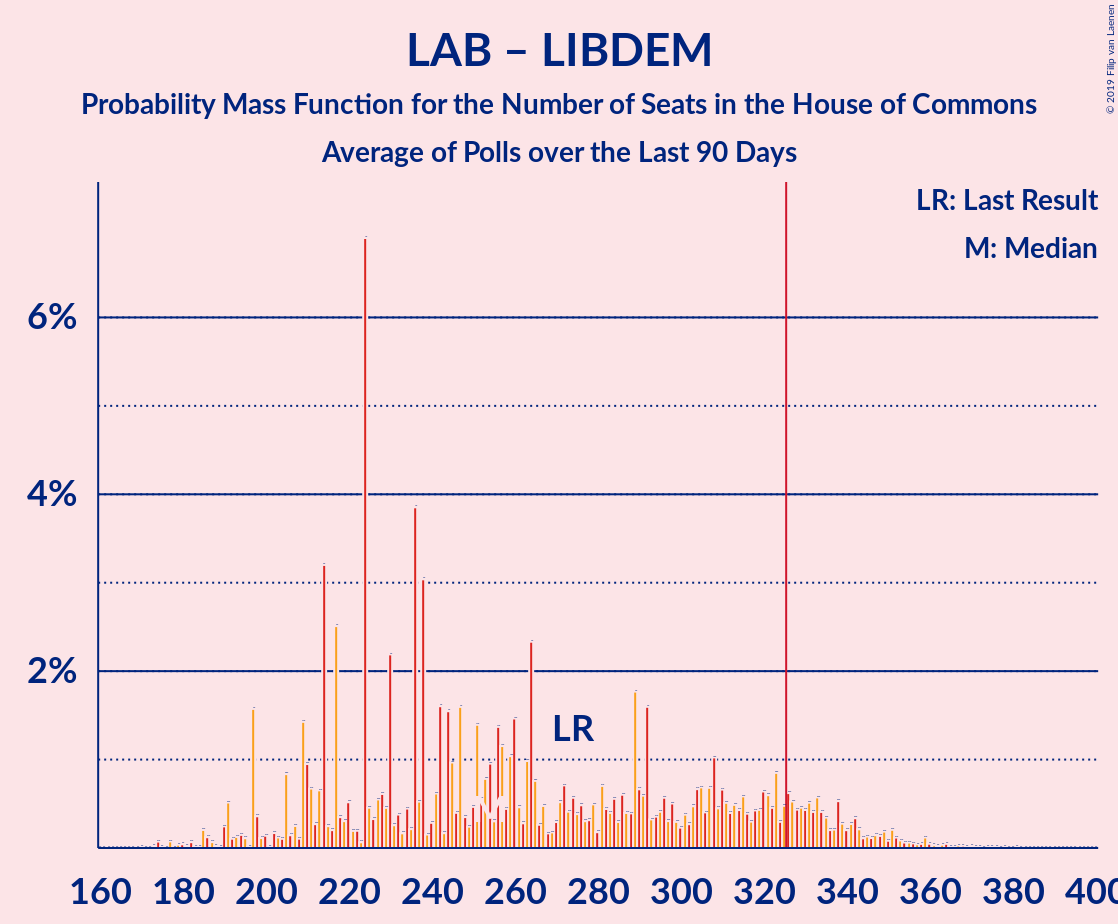 LAB – LIBDEM
Probability Mass Function for the Number of Seats in the House of Commons
Average of Polls over the Last 90 Days
© 2019 Filip van Laenen
LR: Last Result
M: Median
6%
4%
2%
LR
M
160 180 200 220 240 260 280 300 320 340 360 380 400